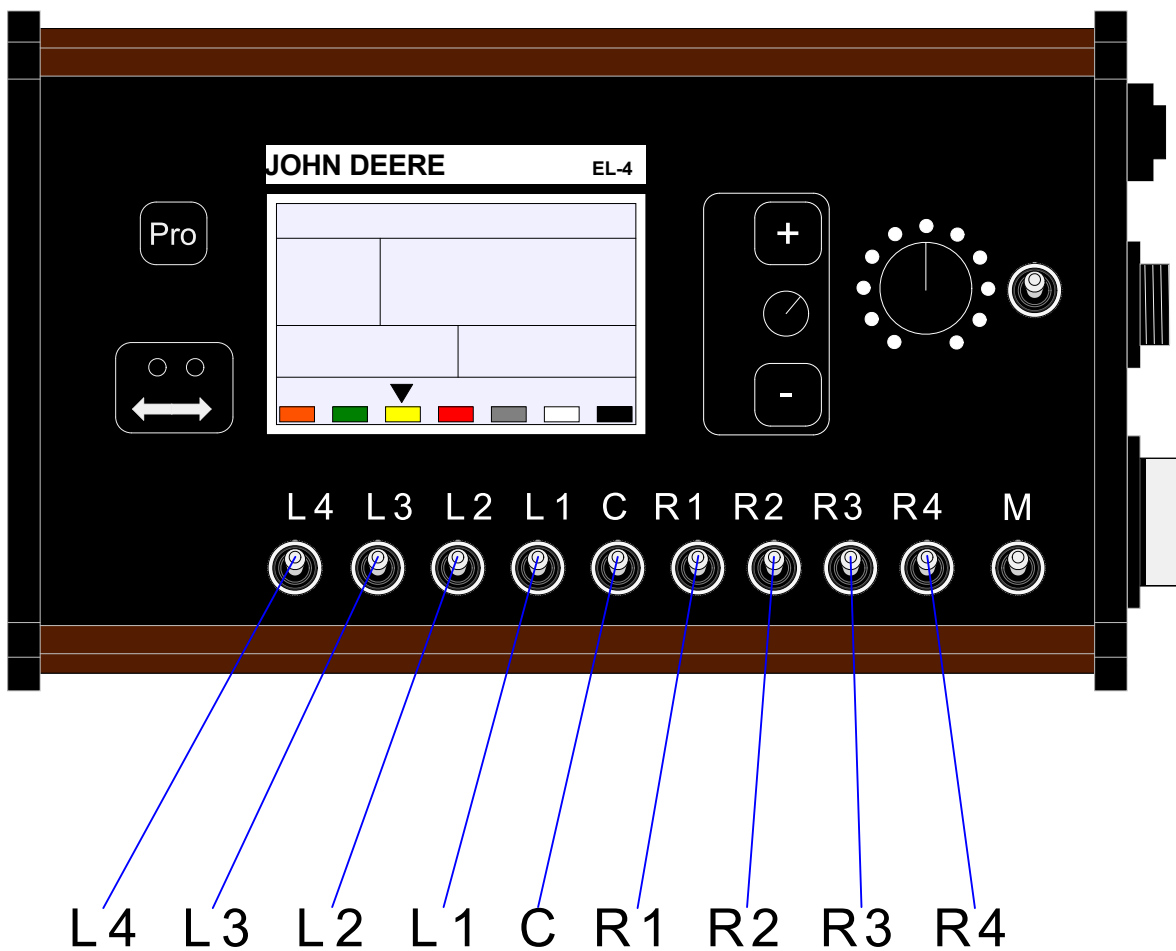 JOHN DEERE EL-4
Pro
+
-
L4 L3 L2 L1 C R1 R2 R3 R4 M
L4 L3 L2 L1 C R1 R2 R3 R4